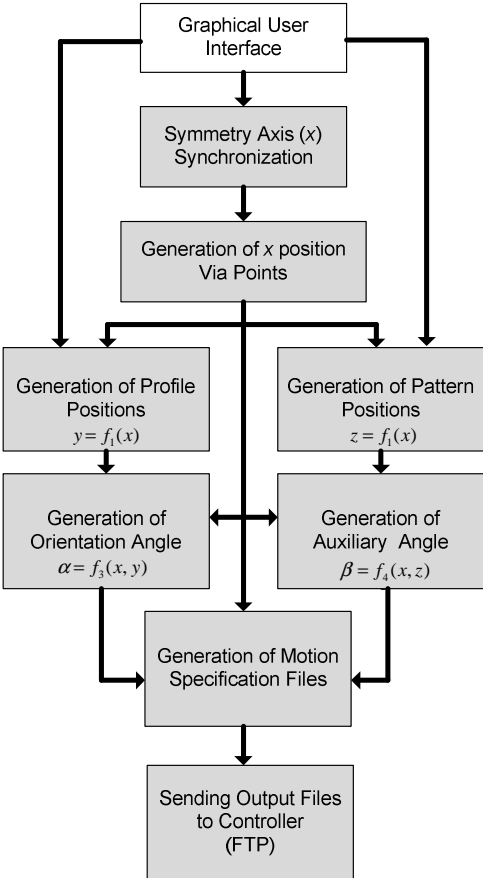 Graphical User
Interface
Symmetry Axis (x)
Synchronization
Generation of x position
Via Points
Generation of Profile
Positions
y = f₁(x)
Generation of Pattern
Positions
z = f₁(x)
Generation of
Orientation Angle
α = f₃(x, y)
Generation of
Auxiliary Angle
β = f₄(x, z)
Generation of Motion
Specification Files
Sending Output Files
to Controller
(FTP)